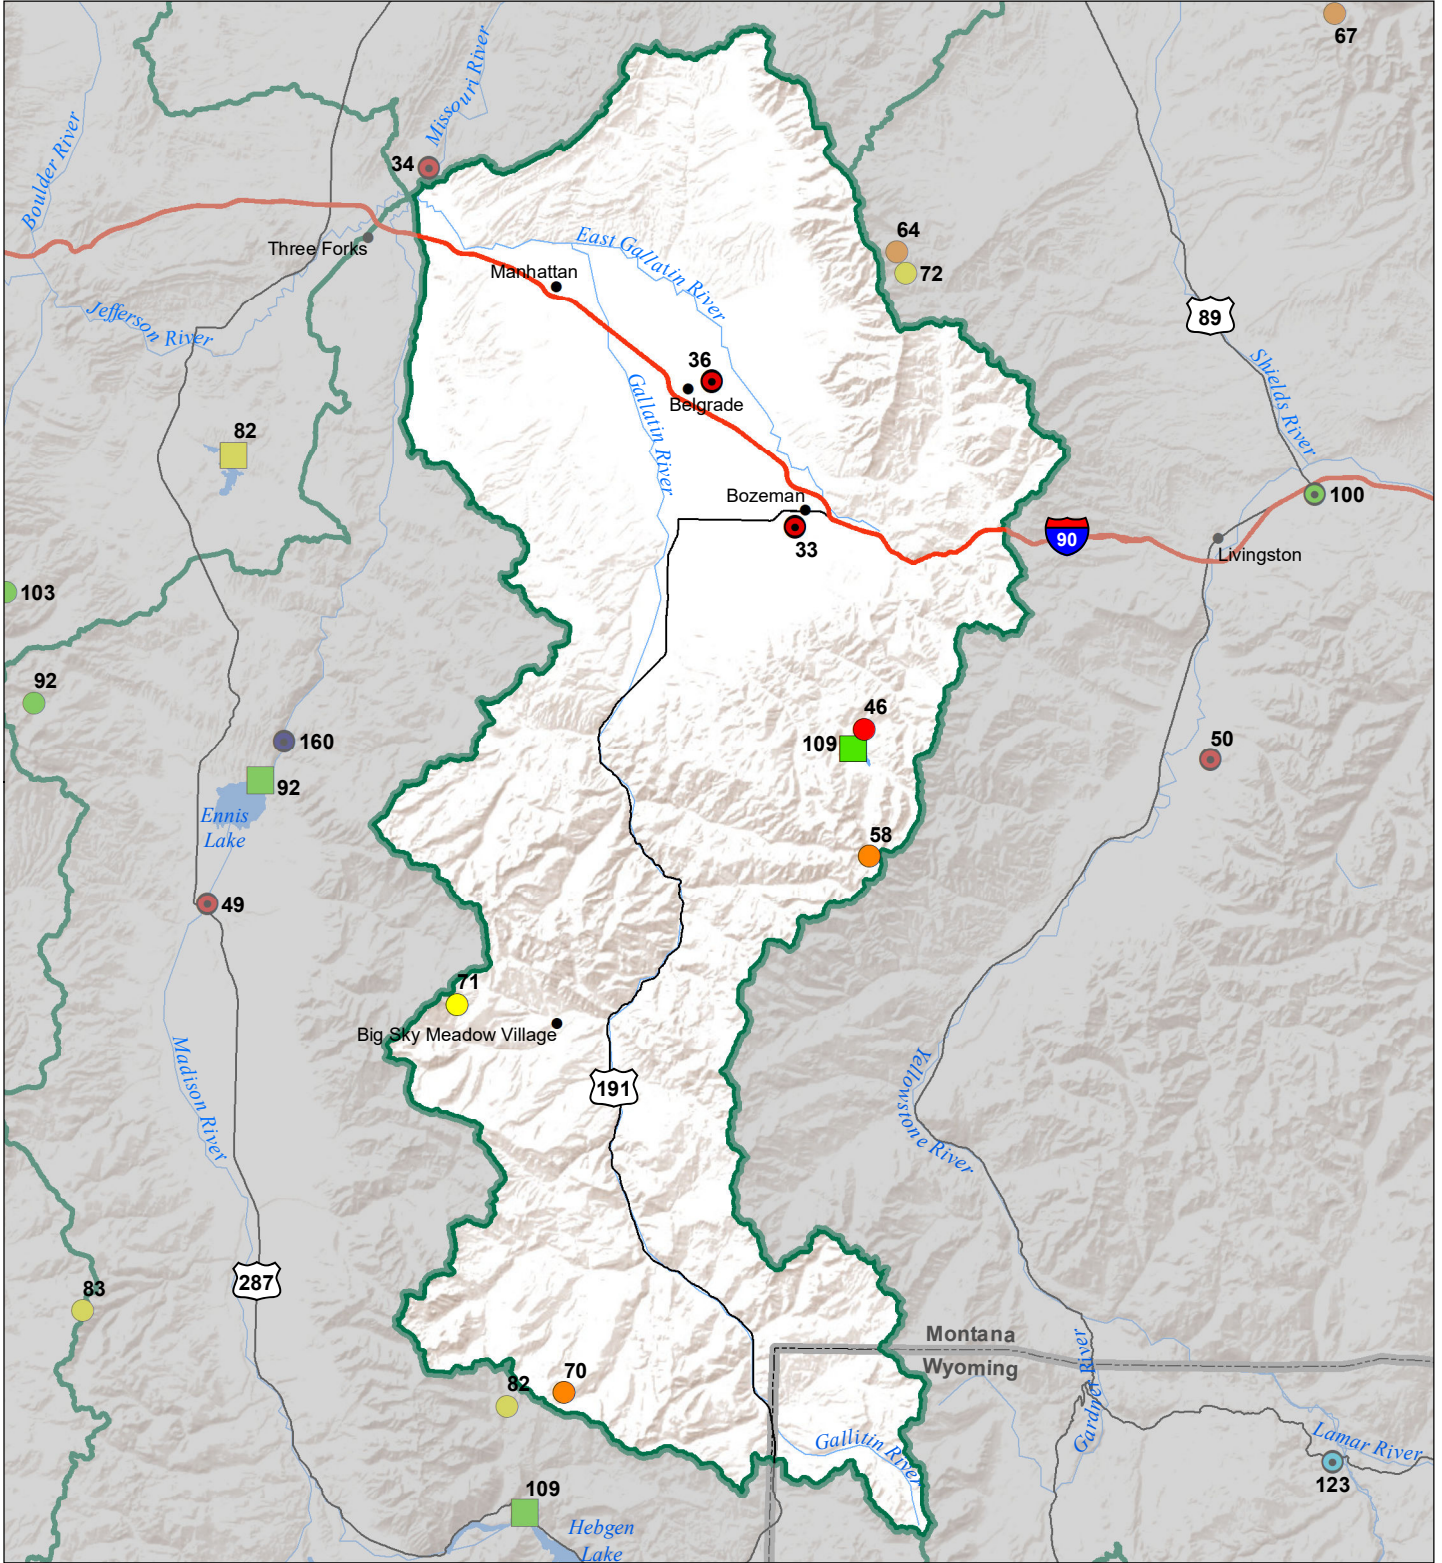 67
Missouri River
Boulder River
34
64
72
Three Forks
East Gallatin River
Manhattan
89
Jefferson River
Shields River
36
Belgrade
Gallatin River
82
Bozeman
100
33
90
Livingston
103
92
46
109
160
50
92
Ennis
Lake
58
49
71
Big Sky Meadow Village
Madison River
191
Yellowstone River
287
83
Montana
Wyoming
Gardner River
70
82
Gallitin River
Lamar River
123
109
Hebgen
Lake